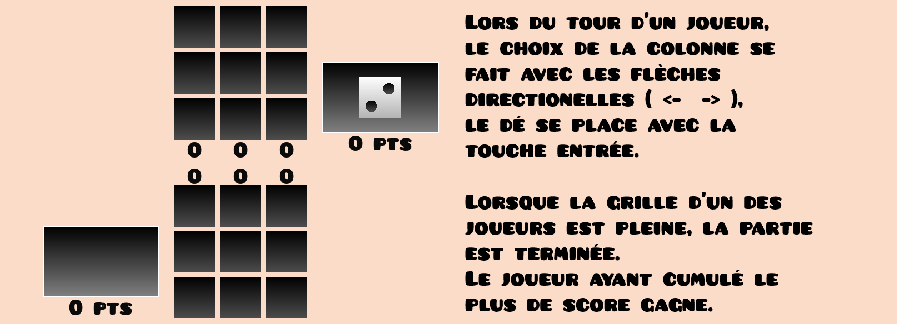 0 0 0
0 0 0
0 PTS
0 PTS
LORS DU TOUR D'UN JOUEUR,
LE CHOIX DE LA COLONNE SE
FAIT AVEC LES FLÈCHES
DIRECTIONELLES ( <- -> ),
LE DÉ SE PLACE AVEC LA
TOUCHE ENTRÉE.
LORSQUE LA GRILLE D'UN DES
JOUEURS EST PLEINE, LA PARTIE
EST TERMINÉE.
LE JOUEUR AYANT CUMULÉ LE
PLUS DE SCORE GAGNE.